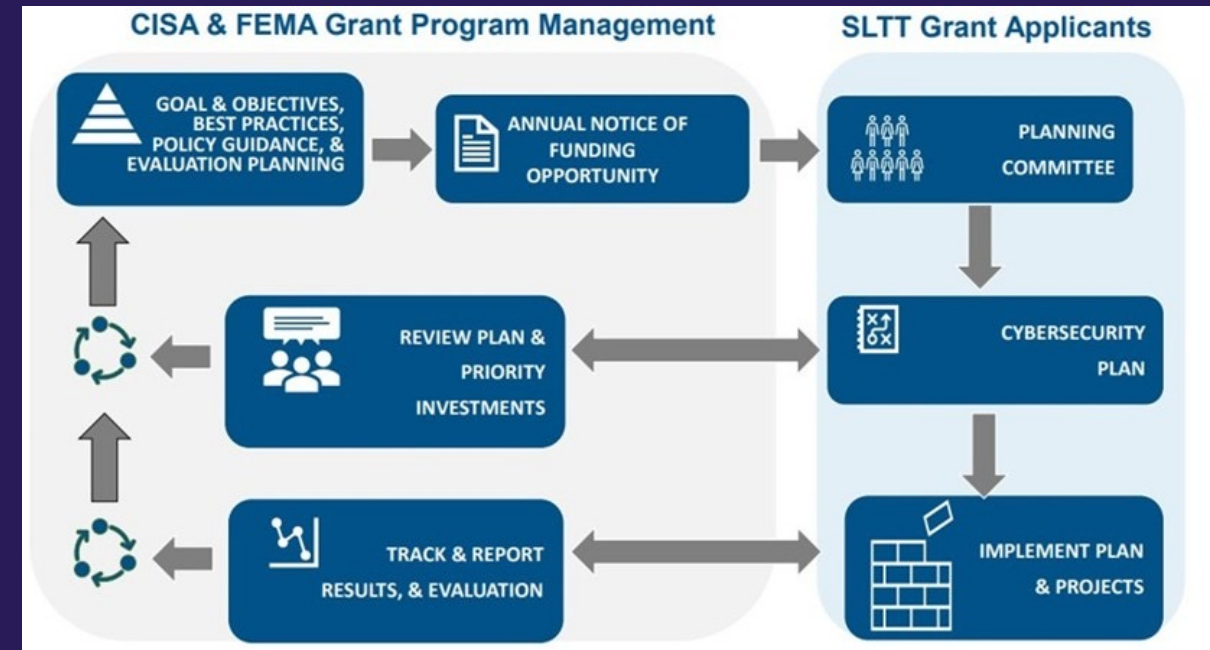 CISA & FEMA Grant Program Management
SLTT Grant Applicants
GOAL & OBJECTIVES,
BEST PRACTICES,
POLICY GUIDANCE, &
EVALUATION PLANNING
ANNUAL NOTICE OF
FUNDING
OPPORTUNITY
PLANNING
COMMITTEE
REVIEW PLAN &
PRIORITY
INVESTMENTS
CYBERSECURITY
PLAN
TRACK & REPORT
RESULTS, & EVALUATION
IMPLEMENT PLAN
& PROJECTS